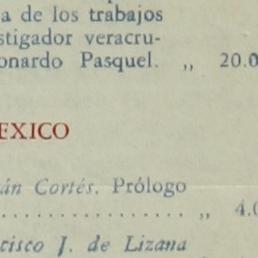 a de los trabajos
stigador veracru-
onardo Pasquel. ,, 20.0
EXICO
án Cortés. Prólogo
................ ,, 4.0
cisco J. de Lizana